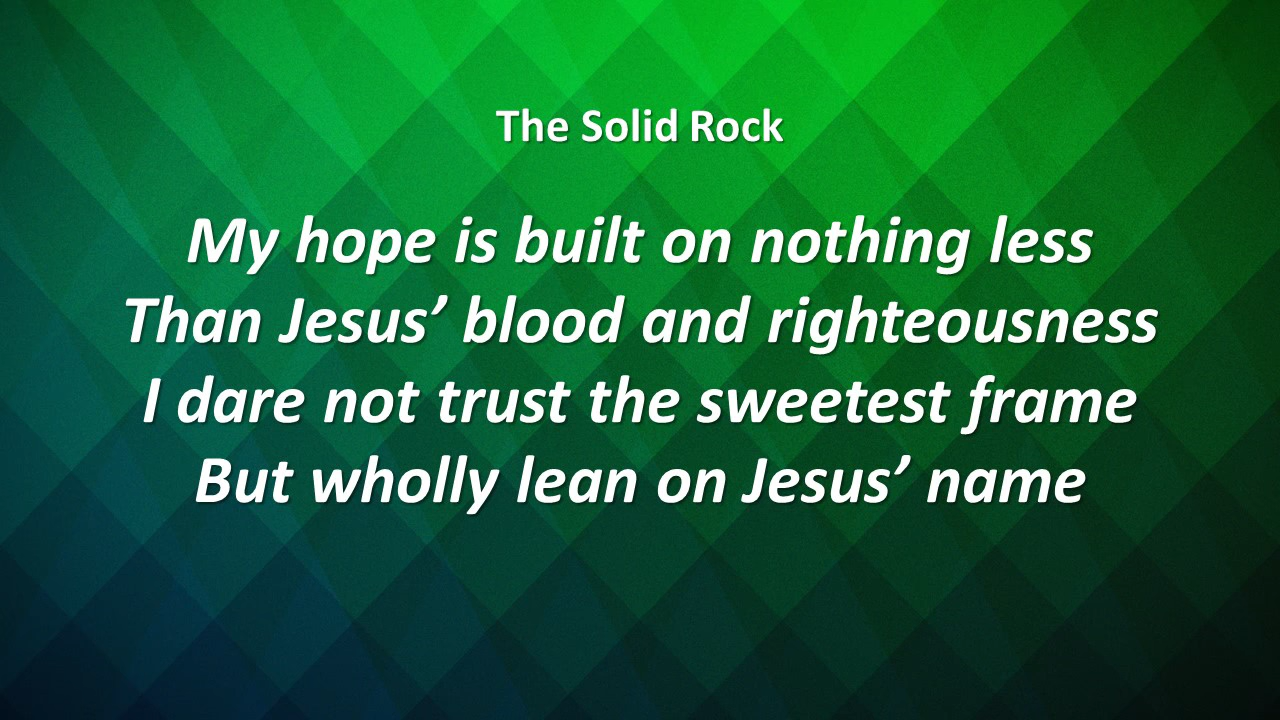 The Solid Rock
My hope is built on nothing less
Than Jesus’ blood and righteousness
I dare not trust the sweetest frame
But wholly lean on Jesus’ name